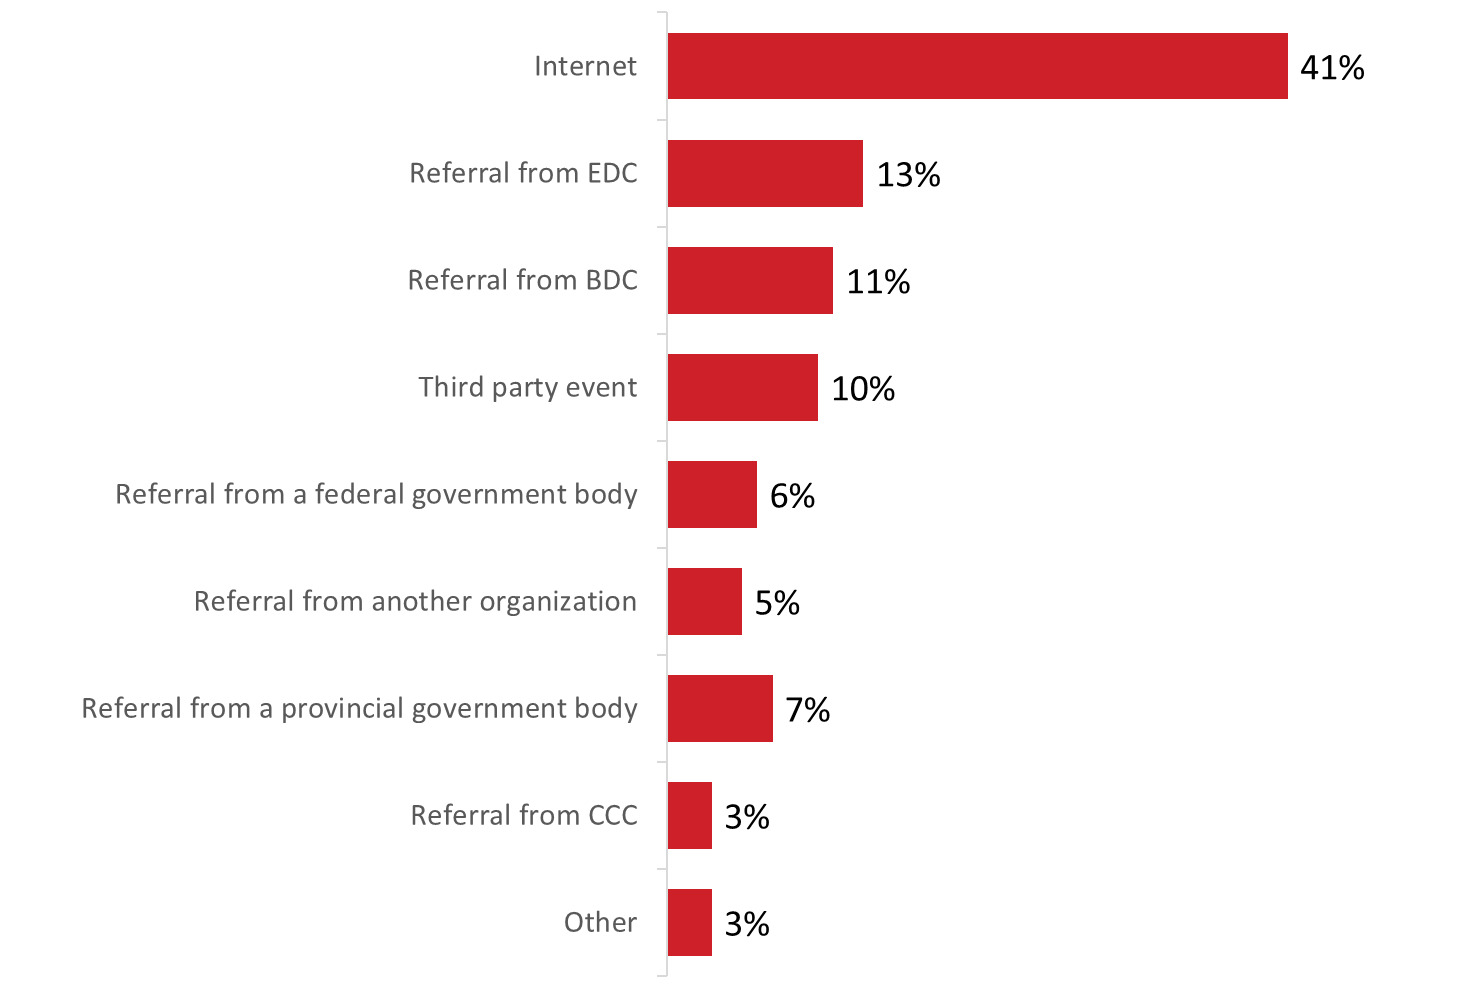 Internet 41%
Referral from EDC 13%
Referral from BDC 11%
Third party event 10%
Referral from a federal government body 6%
Referral from another organization 5%
Referral from a provincial government body 7%
Referral from CCC 3%
Other 3%